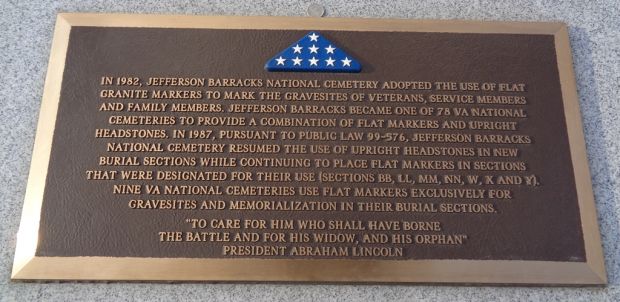 IN 1982, JEFFERSON BARRACKS NATIONAL CEMETERY ADOPTED THE USE OF FLAT
GRANITE MARKERS TO MARK THE GRAVESITES OF VETERANS, SERVICE MEMBERS
AND FAMILY MEMBERS. JEFFERSON BARRACKS BECAME ONE OF 78 VA NATIONAL
CEMETERIES TO PROVIDE A COMBINATION OF FLAT MARKERS AND UPRIGHT
HEADSTONES. IN 1987, PURSUANT TO PUBLIC LAW 99-576, JEFFERSON BARRACKS
NATIONAL CEMETERY RESUMED THE USE OF UPRIGHT HEADSTONES IN NEW
BURIAL SECTIONS WHILE CONTINUING TO PLACE FLAT MARKERS IN SECTIONS
THAT WERE DESIGNATED FOR THEIR USE (SECTIONS BB, LL, MM, NN, W, X AND Y).
NINE VA NATIONAL CEMETERIES USE FLAT MARKERS EXCLUSIVELY FOR
GRAVESITES AND MEMORIALIZATION IN THEIR BURIAL SECTIONS.
"TO CARE FOR HIM WHO SHALL HAVE BORNE
THE BATTLE AND FOR HIS WIDOW, AND HIS ORPHAN"
PRESIDENT ABRAHAM LINCOLN